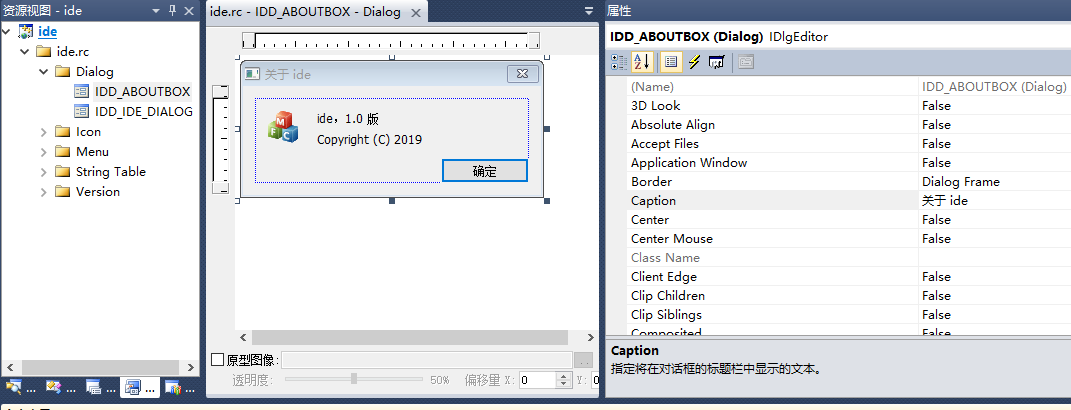 资源视图 - ide
ide
ide.rc
Dialog
IDD_ABOUTBOX
IDD_IDE_DIALOG
Icon
Menu
String Table
Version
...
...
...
...
...
ide.rc - IDD_ABOUTBOX - Dialog
关于 ide
ide，1.0 版
Copyright (C) 2019
确定
原型图像:
...
透明度:
50%
偏移量 X:
0
Y:
0
属性
IDD_ABOUTBOX (Dialog) IDlgEditor
(Name) IDD_ABOUTBOX (Dialog)
3D Look False
Absolute Align False
Accept Files False
Application Window False
Border Dialog Frame
Caption 关于 ide
Center False
Center Mouse False
Class Name
Client Edge False
Clip Children False
Clip Siblings False
Composited False
Caption
指定将在对话框的标题栏中显示的文本。